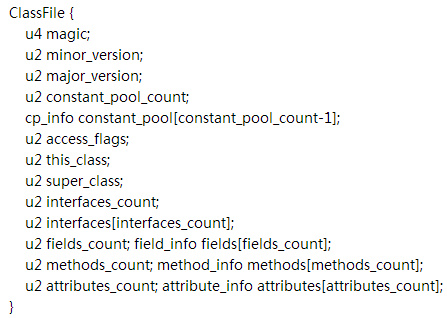 ClassFile {
u4 magic;
u2 minor_version;
u2 major_version;
u2 constant_pool_count;
cp_info constant_pool[constant_pool_count-1];
u2 access_flags;
u2 this_class;
u2 super_class;
u2 interfaces_count;
u2 interfaces[interfaces_count];
u2 fields_count; field_info fields[fields_count];
u2 methods_count; method_info methods[methods_count];
u2 attributes_count; attribute_info attributes[attributes_count];
}